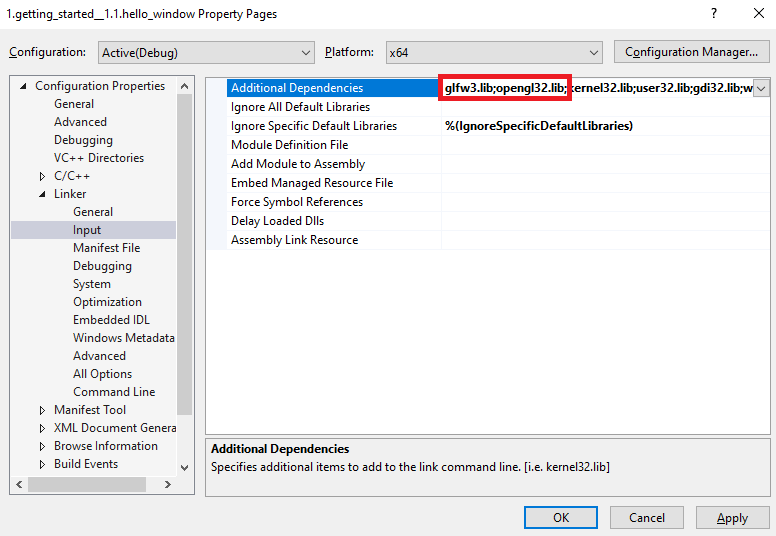 1.getting_started__1.1.hello_window Property Pages
?
Configuration: Active(Debug) Platform: x64 Configuration Manager...
Configuration Properties
General
Advanced
Debugging
VC++ Directories
C/C++
Linker
General
Input
Manifest File
Debugging
System
Optimization
Embedded IDL
Windows Metadata
Advanced
All Options
Command Line
Manifest Tool
XML Document Genera
Browse Information
Build Events
Additional Dependencies glfw3.lib;opengl32.lib;kernel32.lib;user32.lib;gdi32.lib;w
Ignore All Default Libraries
Ignore Specific Default Libraries %(IgnoreSpecificDefaultLibraries)
Module Definition File
Add Module to Assembly
Embed Managed Resource File
Force Symbol References
Delay Loaded Dlls
Assembly Link Resource
Additional Dependencies
Specifies additional items to add to the link command line. [i.e. kernel32.lib]
OK Cancel Apply